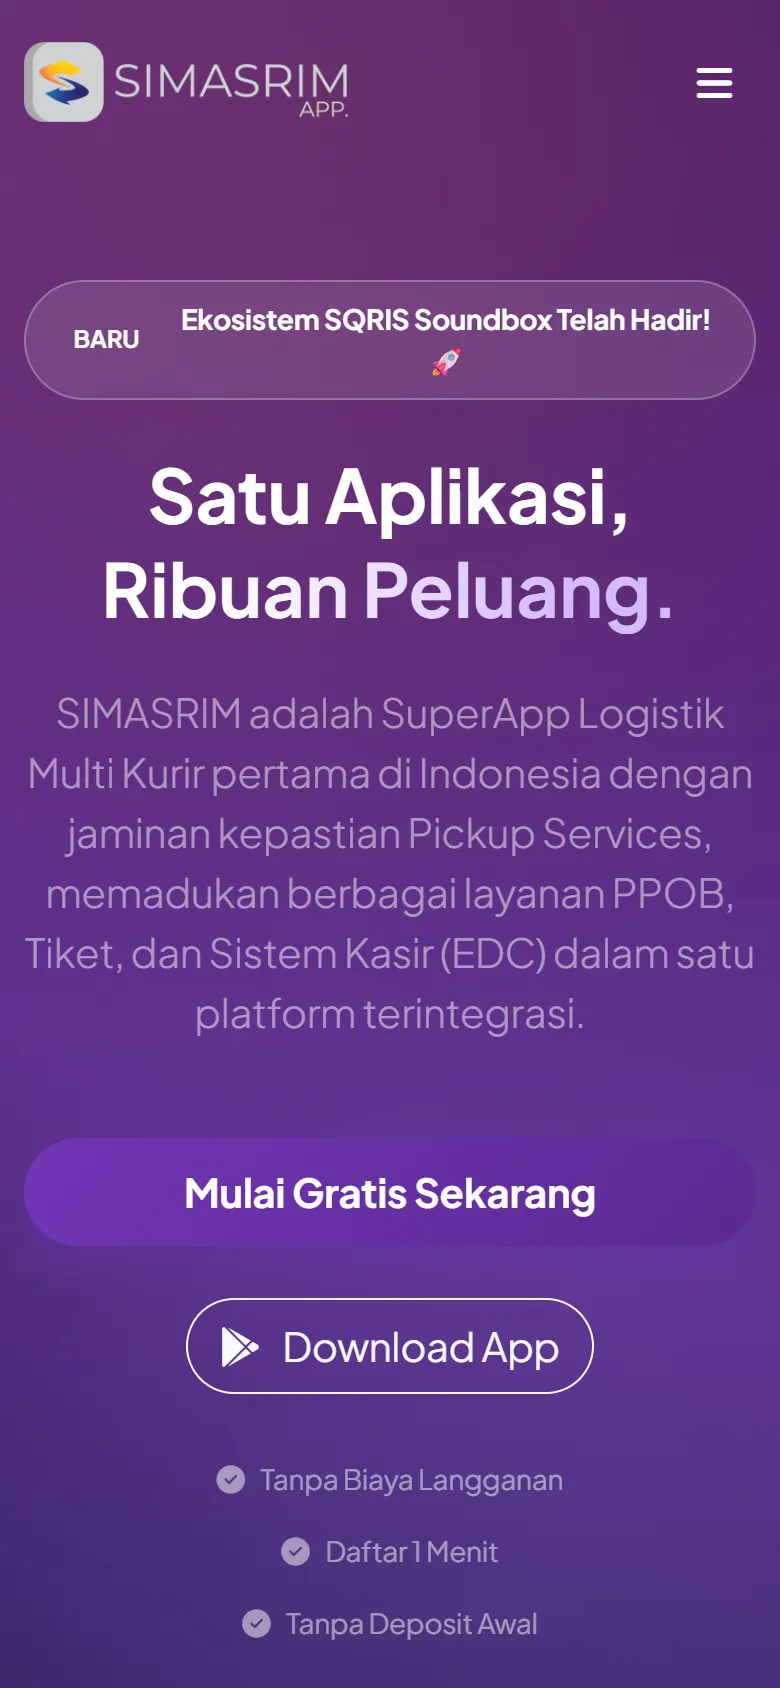 SIMASRIM
APP.
BARU
Ekosistem SQRIS Soundbox Telah Hadir!
🚀
Satu Aplikasi,
Ribuan Peluang.
SIMASRIM adalah SuperApp Logistik
Multi Kurir pertama di Indonesia dengan
jaminan kepastian Pickup Services,
memadukan berbagai layanan PPOB,
Tiket, dan Sistem Kasir (EDC) dalam satu
platform terintegrasi.
Mulai Gratis Sekarang
Download App
Tanpa Biaya Langganan
Daftar 1 Menit
Tanpa Deposit Awal